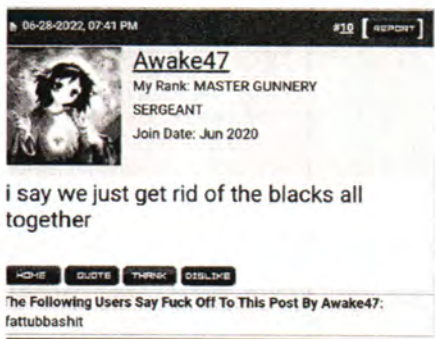 06-28-2022, 07:41 PM
#10 [REPORT]
Awake47
My Rank: MASTER GUNNERY
SERGEANT
Join Date: Jun 2020
i say we just get rid of the blacks all
together
HOME QUOTE THANK DISLIKE
The Following Users Say Fuck Off To This Post By Awake47:
fattubbashit